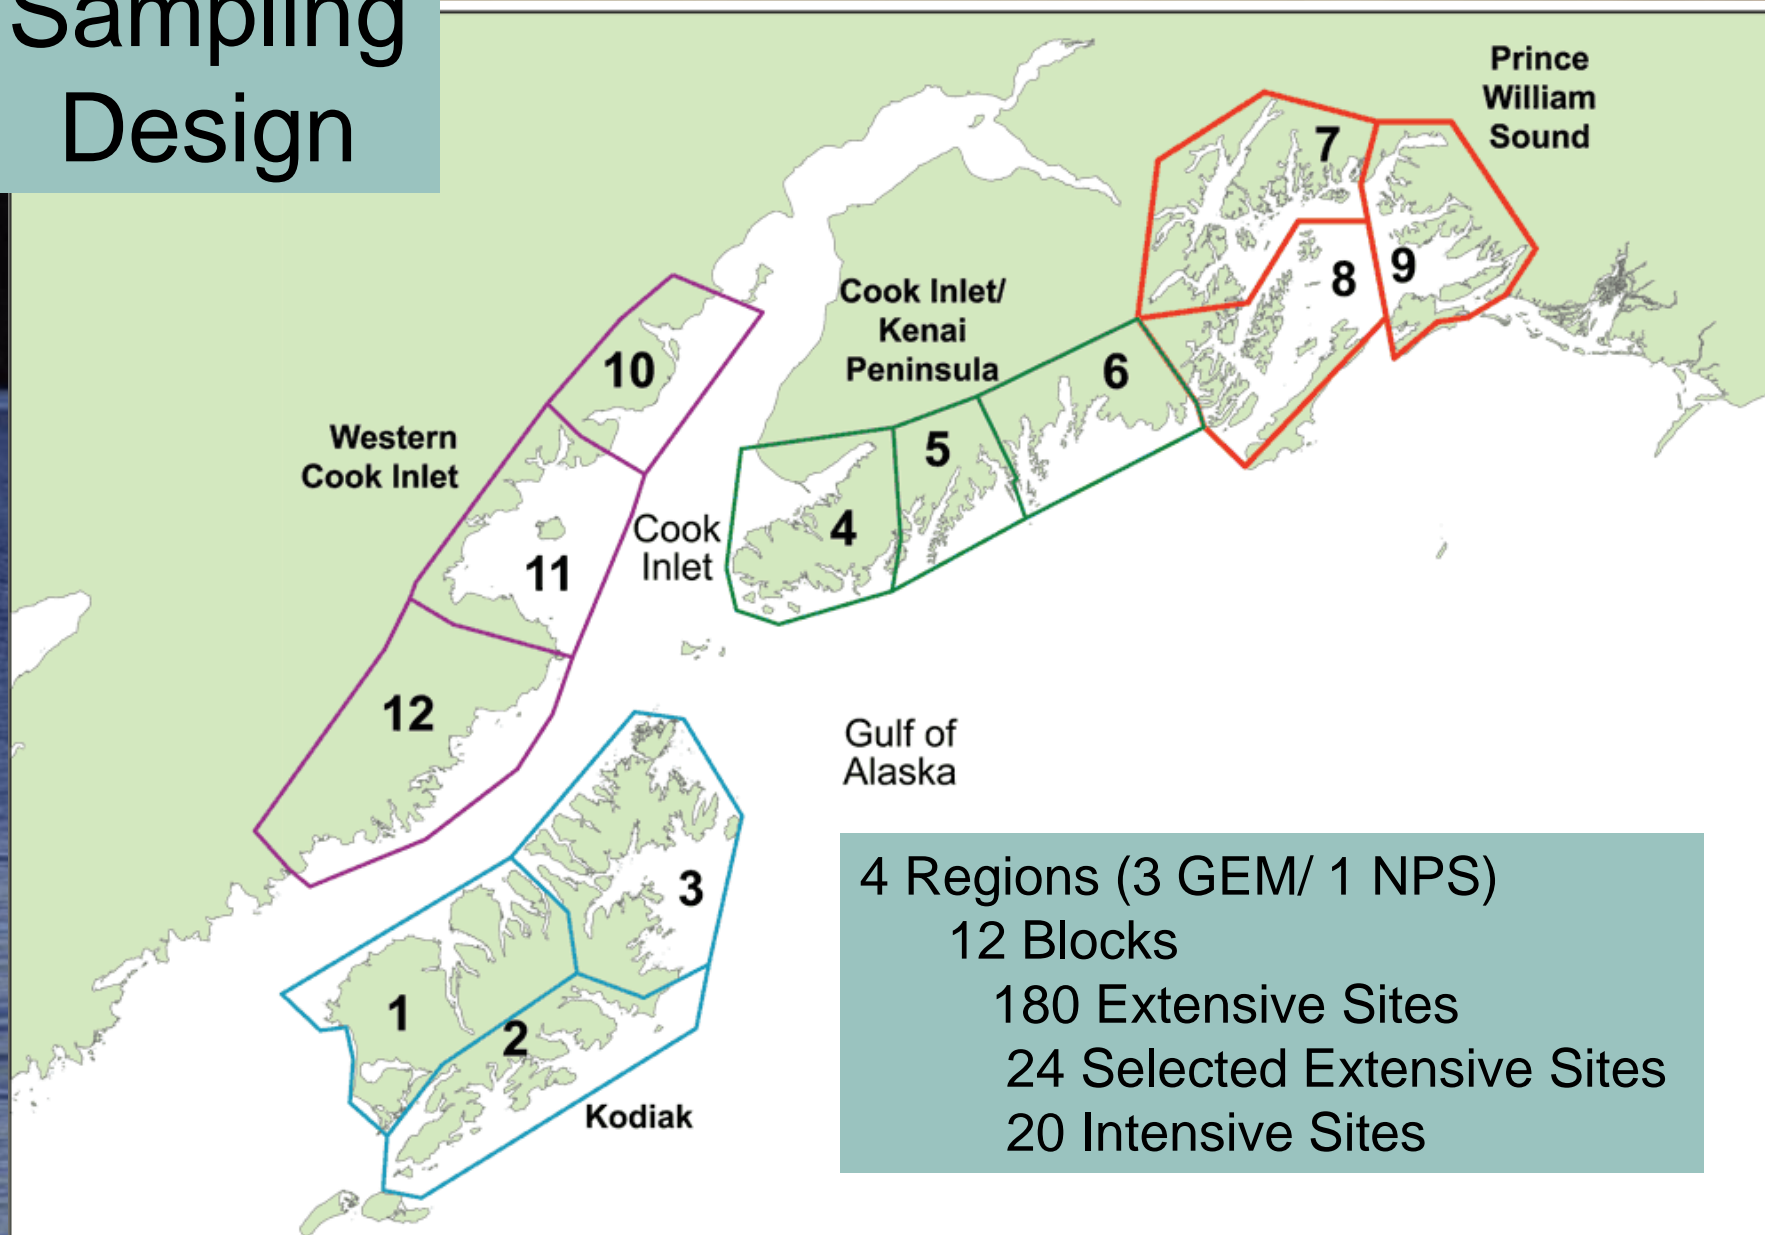 Sampling
Design
Prince
William
Sound
7
8
9
Cook Inlet/
Kenai
Peninsula
6
5
4
10
Western
Cook Inlet
11
12
Cook
Inlet
Gulf of
Alaska
3
1
2
Kodiak
4 Regions (3 GEM/ 1 NPS)
12 Blocks
180 Extensive Sites
24 Selected Extensive Sites
20 Intensive Sites